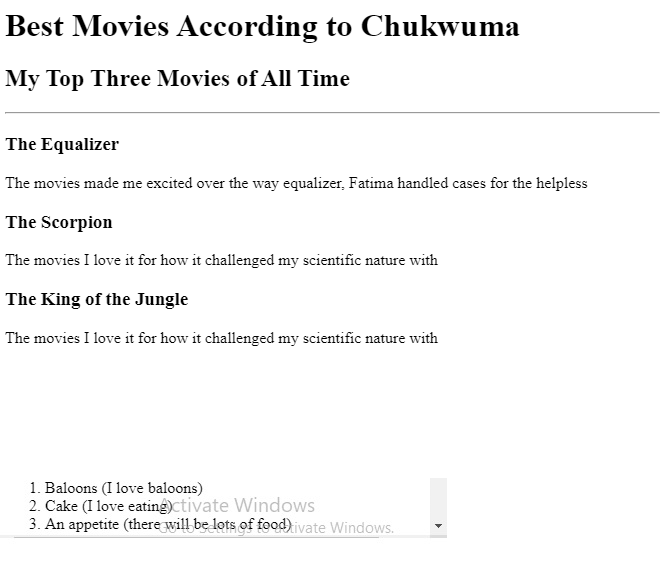 Best Movies According to Chukwuma
My Top Three Movies of All Time
The Equalizer
The movies made me excited over the way equalizer, Fatima handled cases for the helpless
The Scorpion
The movies I love it for how it challenged my scientific nature with
The King of the Jungle
The movies I love it for how it challenged my scientific nature with
1. Baloons (I love baloons)
2. Cake (I love eating)
Activate Windows
3. An appetite (there will be lots of food)
Go to Settings to activate Windows.